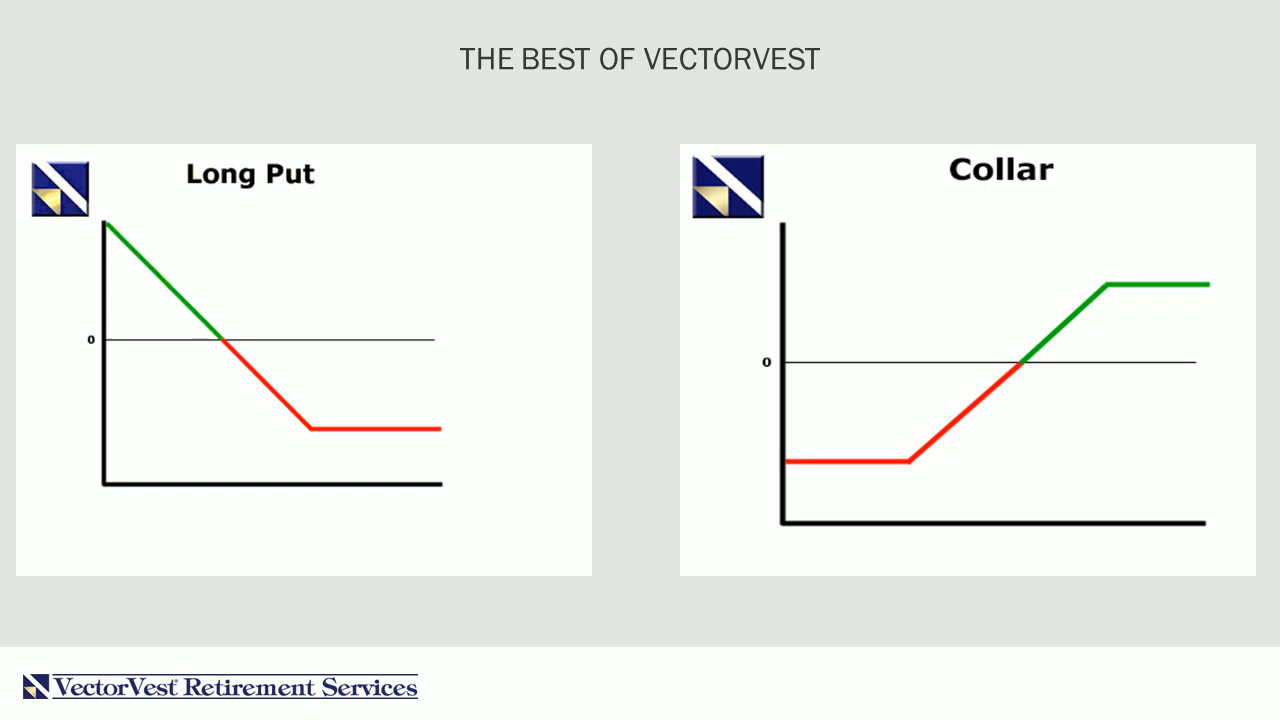 THE BEST OF VECTORVEST
Long Put
0
Collar
0
VectorVest® Retirement Services